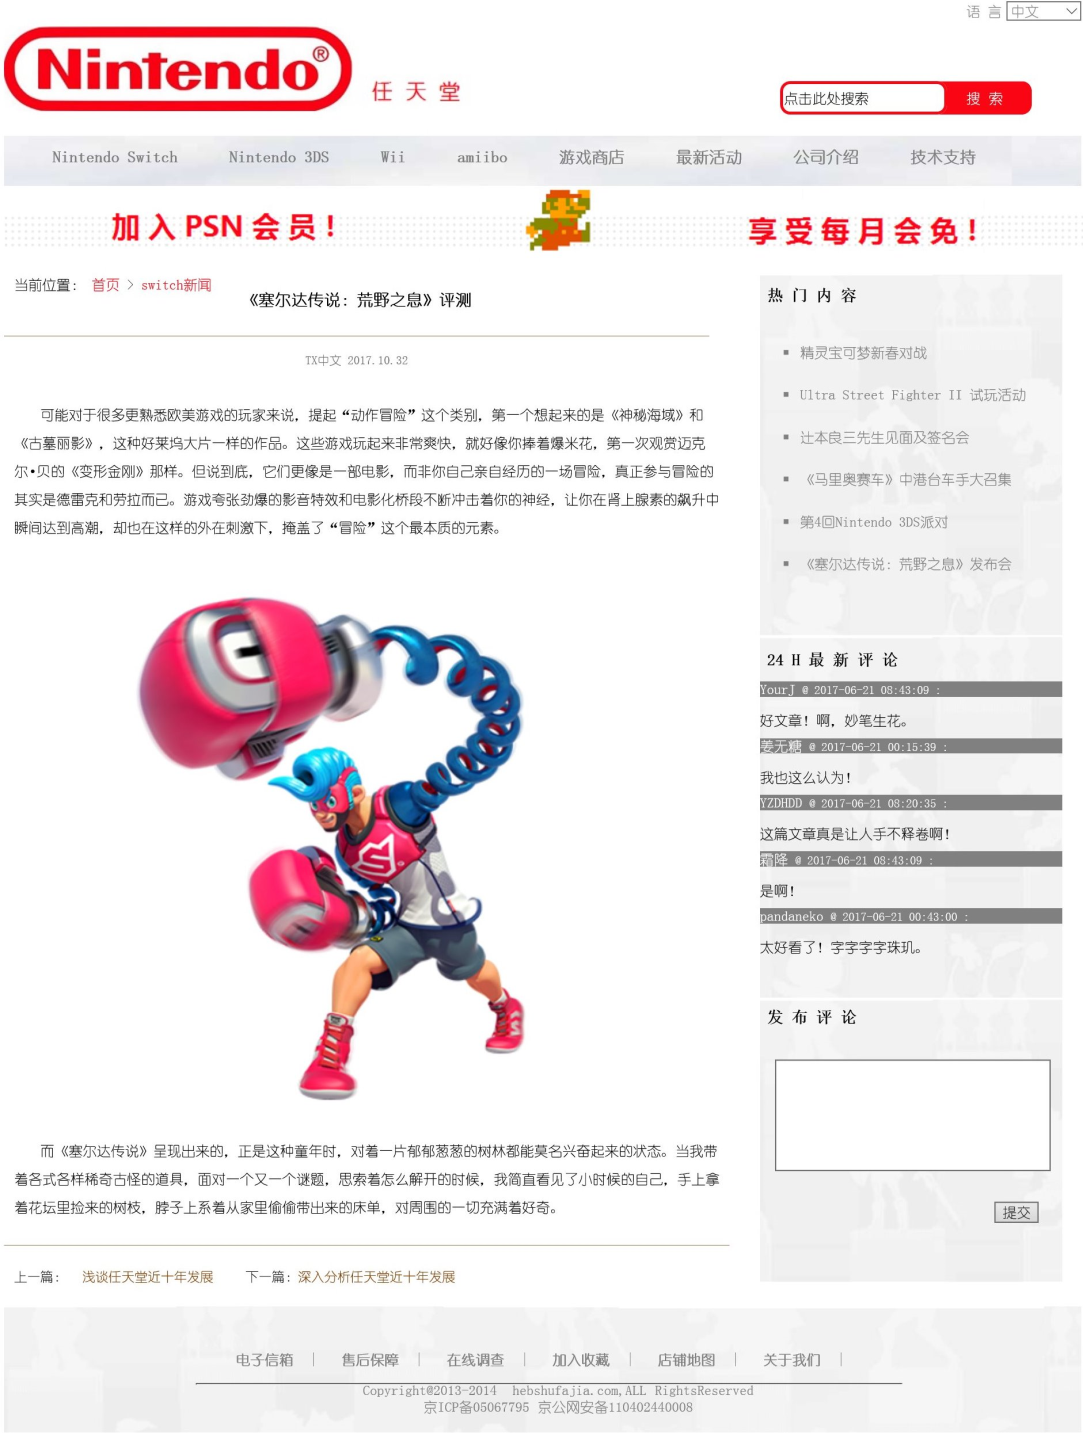 语 言 中文
Nintendo®
任 天 堂
点击此处搜索
搜 索
Nintendo Switch Nintendo 3DS Wii amiibo 游戏商店 最新活动 公司介绍 技术支持
加 入 PSN 会 员 ! 享 受 每 月 会 免 !
当前位置： 首页 > switch新闻
《塞尔达传说：荒野之息》评测
TX中文 2017.10.32
可能对于很多更熟悉欧美游戏的玩家来说，提起“动作冒险”这个类别，第一个想起来的是《神秘海域》和
《古墓丽影》，这种好莱坞大片一样的作品。这些游戏玩起来非常爽快，就好像你捧着爆米花，第一次观赏迈克
尔•贝的《变形金刚》那样。但说到底，它们更像是一部电影，而非你自己亲自经历的一场冒险，真正参与冒险的
其实是德雷克和劳拉而已。游戏夸张劲爆的影音特效和电影化桥段不断冲击着你的神经，让你在肾上腺素的飙升中
瞬间达到高潮，却也在这样的外在刺激下，掩盖了“冒险”这个最本质的元素。
而《塞尔达传说》呈现出来的，正是这种童年时，对着一片郁郁葱葱的树林都能莫名兴奋起来的状态。当我带
着各式各样稀奇古怪的道具，面对一个又一个谜题，思索着怎么解开的时候，我简直看见了小时候的自己，手上拿
着花坛里捡来的树枝，脖子上系着从家里偷偷带出来的床单，对周围的一切充满着好奇。
上一篇： 浅谈任天堂近十年发展 下一篇：深入分析任天堂近十年发展
热 门 内 容
精灵宝可梦新春对战
Ultra Street Fighter II 试玩活动
辻本良三先生见面及签名会
《马里奥赛车》中港台车手大召集
第4回Nintendo 3DS派对
《塞尔达传说：荒野之息》发布会
24 H 最 新 评 论
YourJ @ 2017-06-21 08:43:09 :
好文章！啊，妙笔生花。
姜无糖 @ 2017-06-21 00:15:39 :
我也这么认为！
YZDHDD @ 2017-06-21 08:20:35 :
这篇文章真是让人手不释卷啊！
霜降 @ 2017-06-21 08:43:09 :
是啊！
pandaneko @ 2017-06-21 00:43:00 :
太好看了！字字字字珠玑。
发 布 评 论
提交
电子信箱 | 售后保障 | 在线调查 | 加入收藏 | 店铺地图 | 关于我们 |
Copyright@2013-2014 hebshufajia.com,ALL RightsReserved
京ICP备05067795 京公网安备110402440008